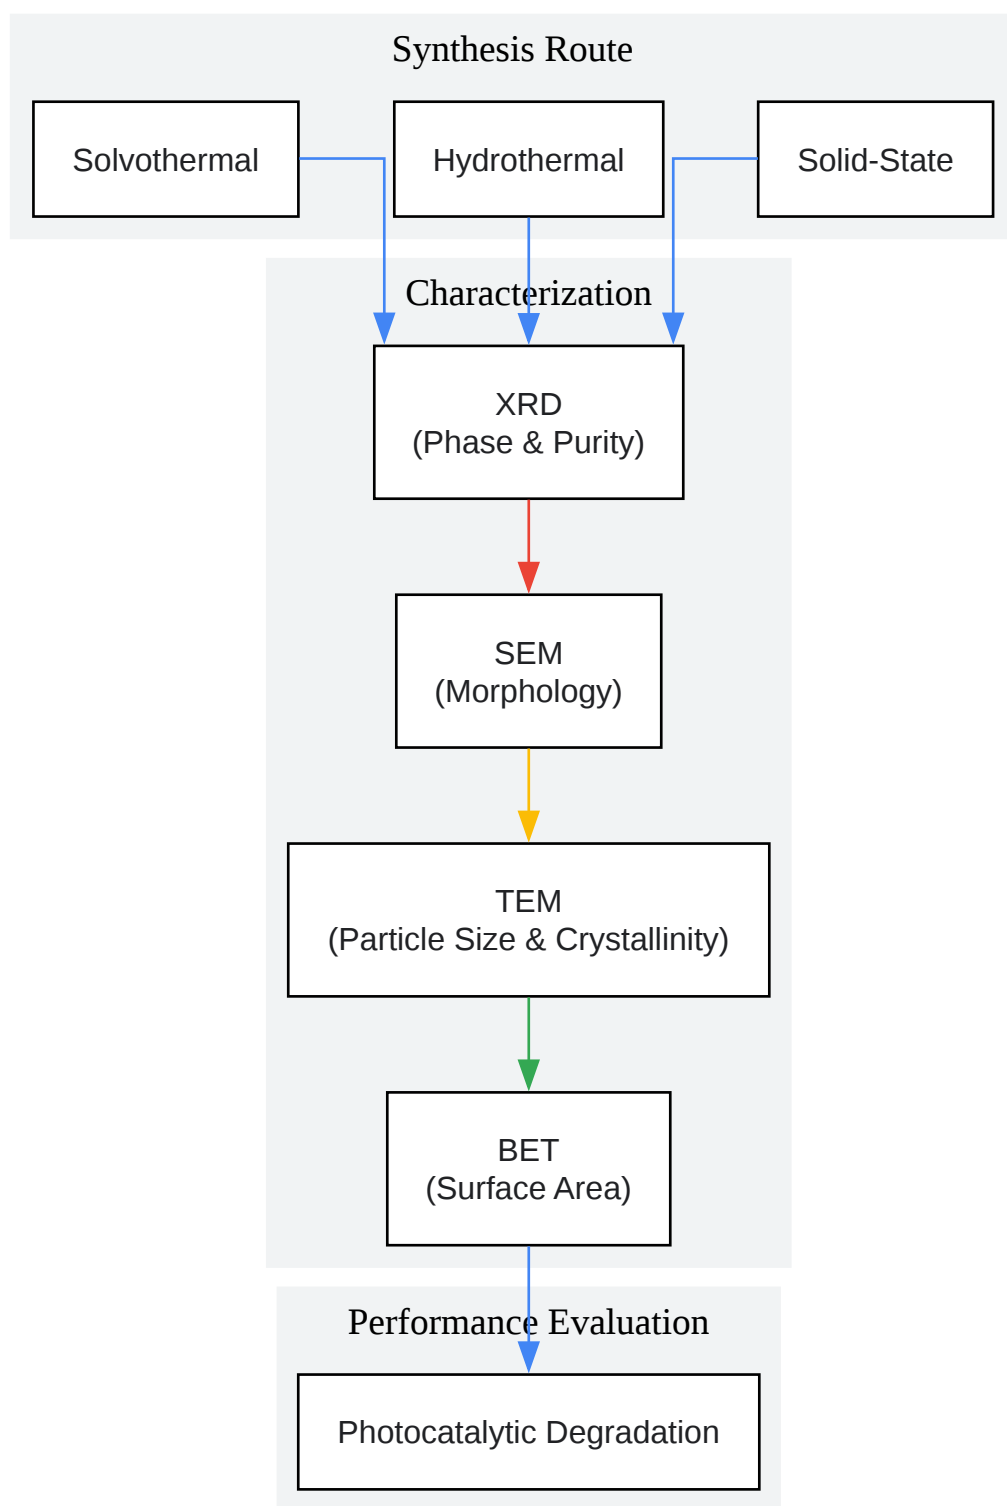 Synthesis Route
Solvothermal
Hydrothermal
Solid-State
Characterization
XRD
(Phase & Purity)
SEM
(Morphology)
TEM
(Particle Size & Crystallinity)
BET
(Surface Area)
Performance Evaluation
Photocatalytic Degradation